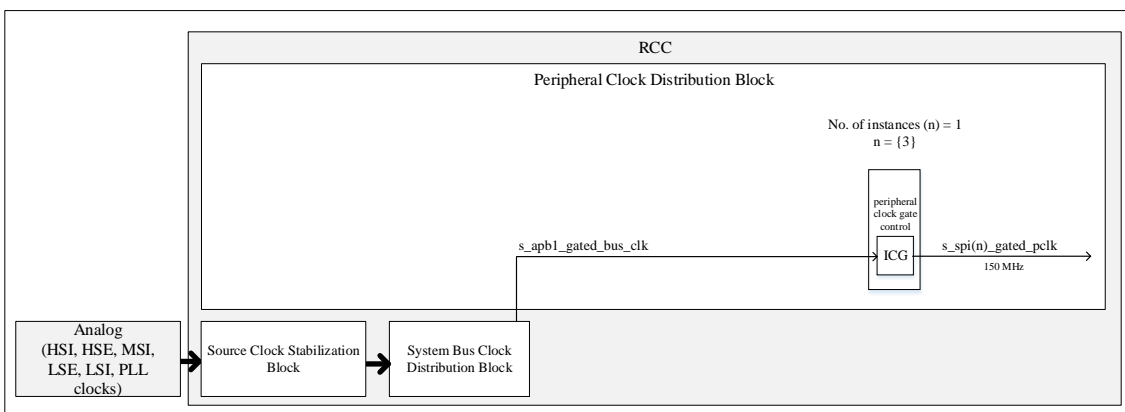 RCC
Peripheral Clock Distribution Block
No. of instances (n) = 1
n = {3}
peripheral
clock gate
control
s_apb1_gated_bus_clk
ICG
s_spi(n)_gated_pclk
150 MHz
Analog
(HSI, HSE, MSI,
LSE, LSI, PLL
clocks)
Source Clock Stabilization
Block
System Bus Clock
Distribution Block